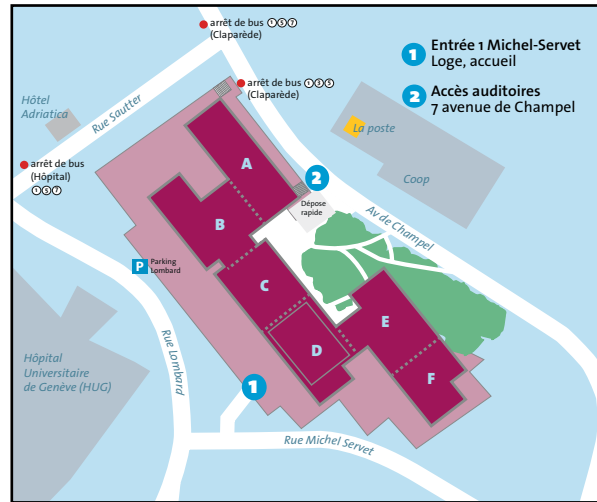 arrêt de bus ①⑤⑦
(Claparède)
1 Entrée 1 Michel-Servet
Loge, accueil
2 Accès auditoires
7 avenue de Champel
arrêt de bus ①③⑤
(Claparède)
Hôtel
Adriatica
Rue Sautter
La poste
Coop
arrêt de bus
(Hôpital)
①⑤⑦
A
2
Dépose
rapide
Av de Champel
B
P Parking
Lombard
C
E
D
F
Rue Lombard
Hôpital
Universitaire
de Genève (HUG)
1
Rue Michel Servet